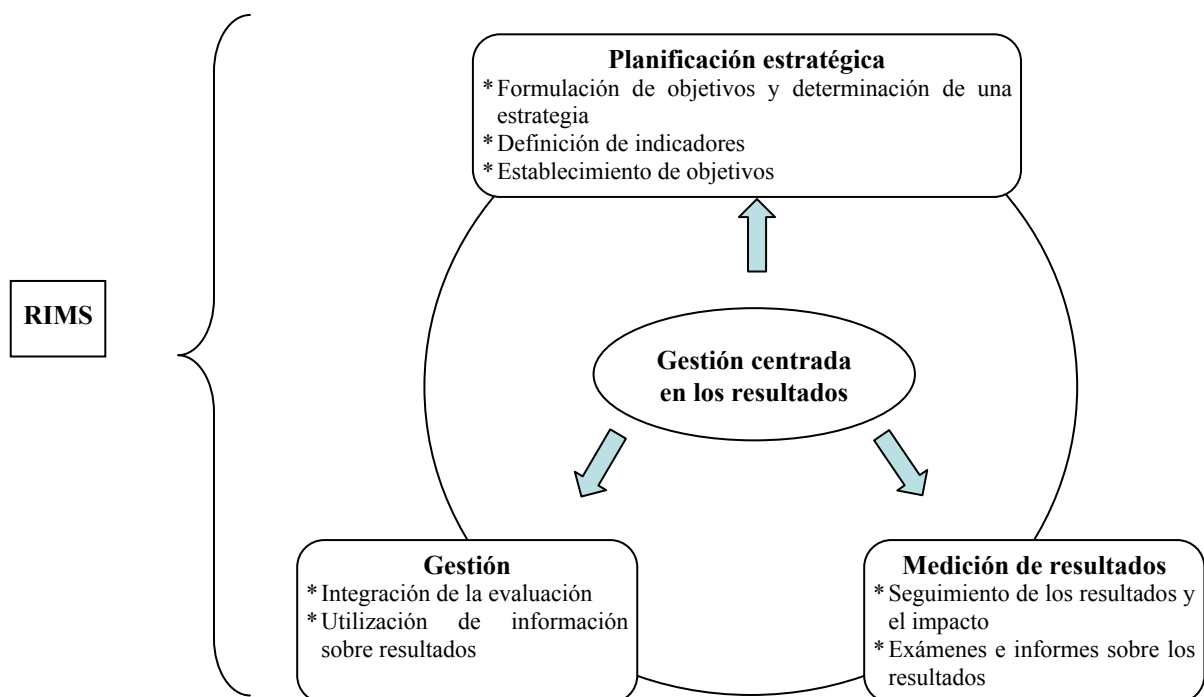 Planificación estratégica
* Formulación de objetivos y determinación de una
estrategia
* Definición de indicadores
* Establecimiento de objetivos
RIMS
Gestión centrada
en los resultados
Gestión
* Integración de la evaluación
* Utilización de información
sobre resultados
Medición de resultados
* Seguimiento de los resultados y
el impacto
* Exámenes e informes sobre los
resultados